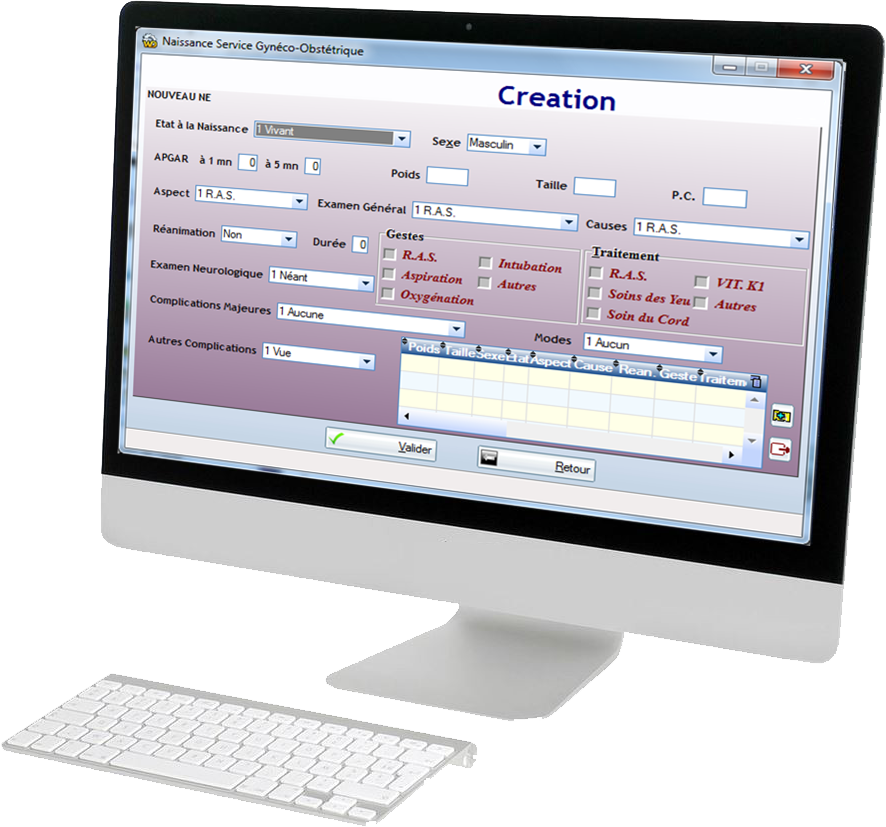 Naissance Service Gynéco-Obstétrique
Creation
NOUVEAU NE
Etat à la Naissance 1 Vivant Sexe Masculin
APGAR à 1 mn 0 à 5 mn 0 Poids Taille P.C.
Aspect 1 R.A.S. Examen Général 1 R.A.S. Causes 1 R.A.S.
Réanimation Non Durée 0
Gestes
R.A.S. Intubation
Aspiration Autres
Oxygénation
Traitement
R.A.S. VIT. K1
Soins des Yeu Autres
Soin du Cord
Examen Neurologique 1 Néant
Complications Majeures 1 Aucune Modes 1 Aucun
Autres Complications 1 Vue
Poids Taille Sexe Etat Aspect Cause Rean. Geste Traitem
Valider Retour